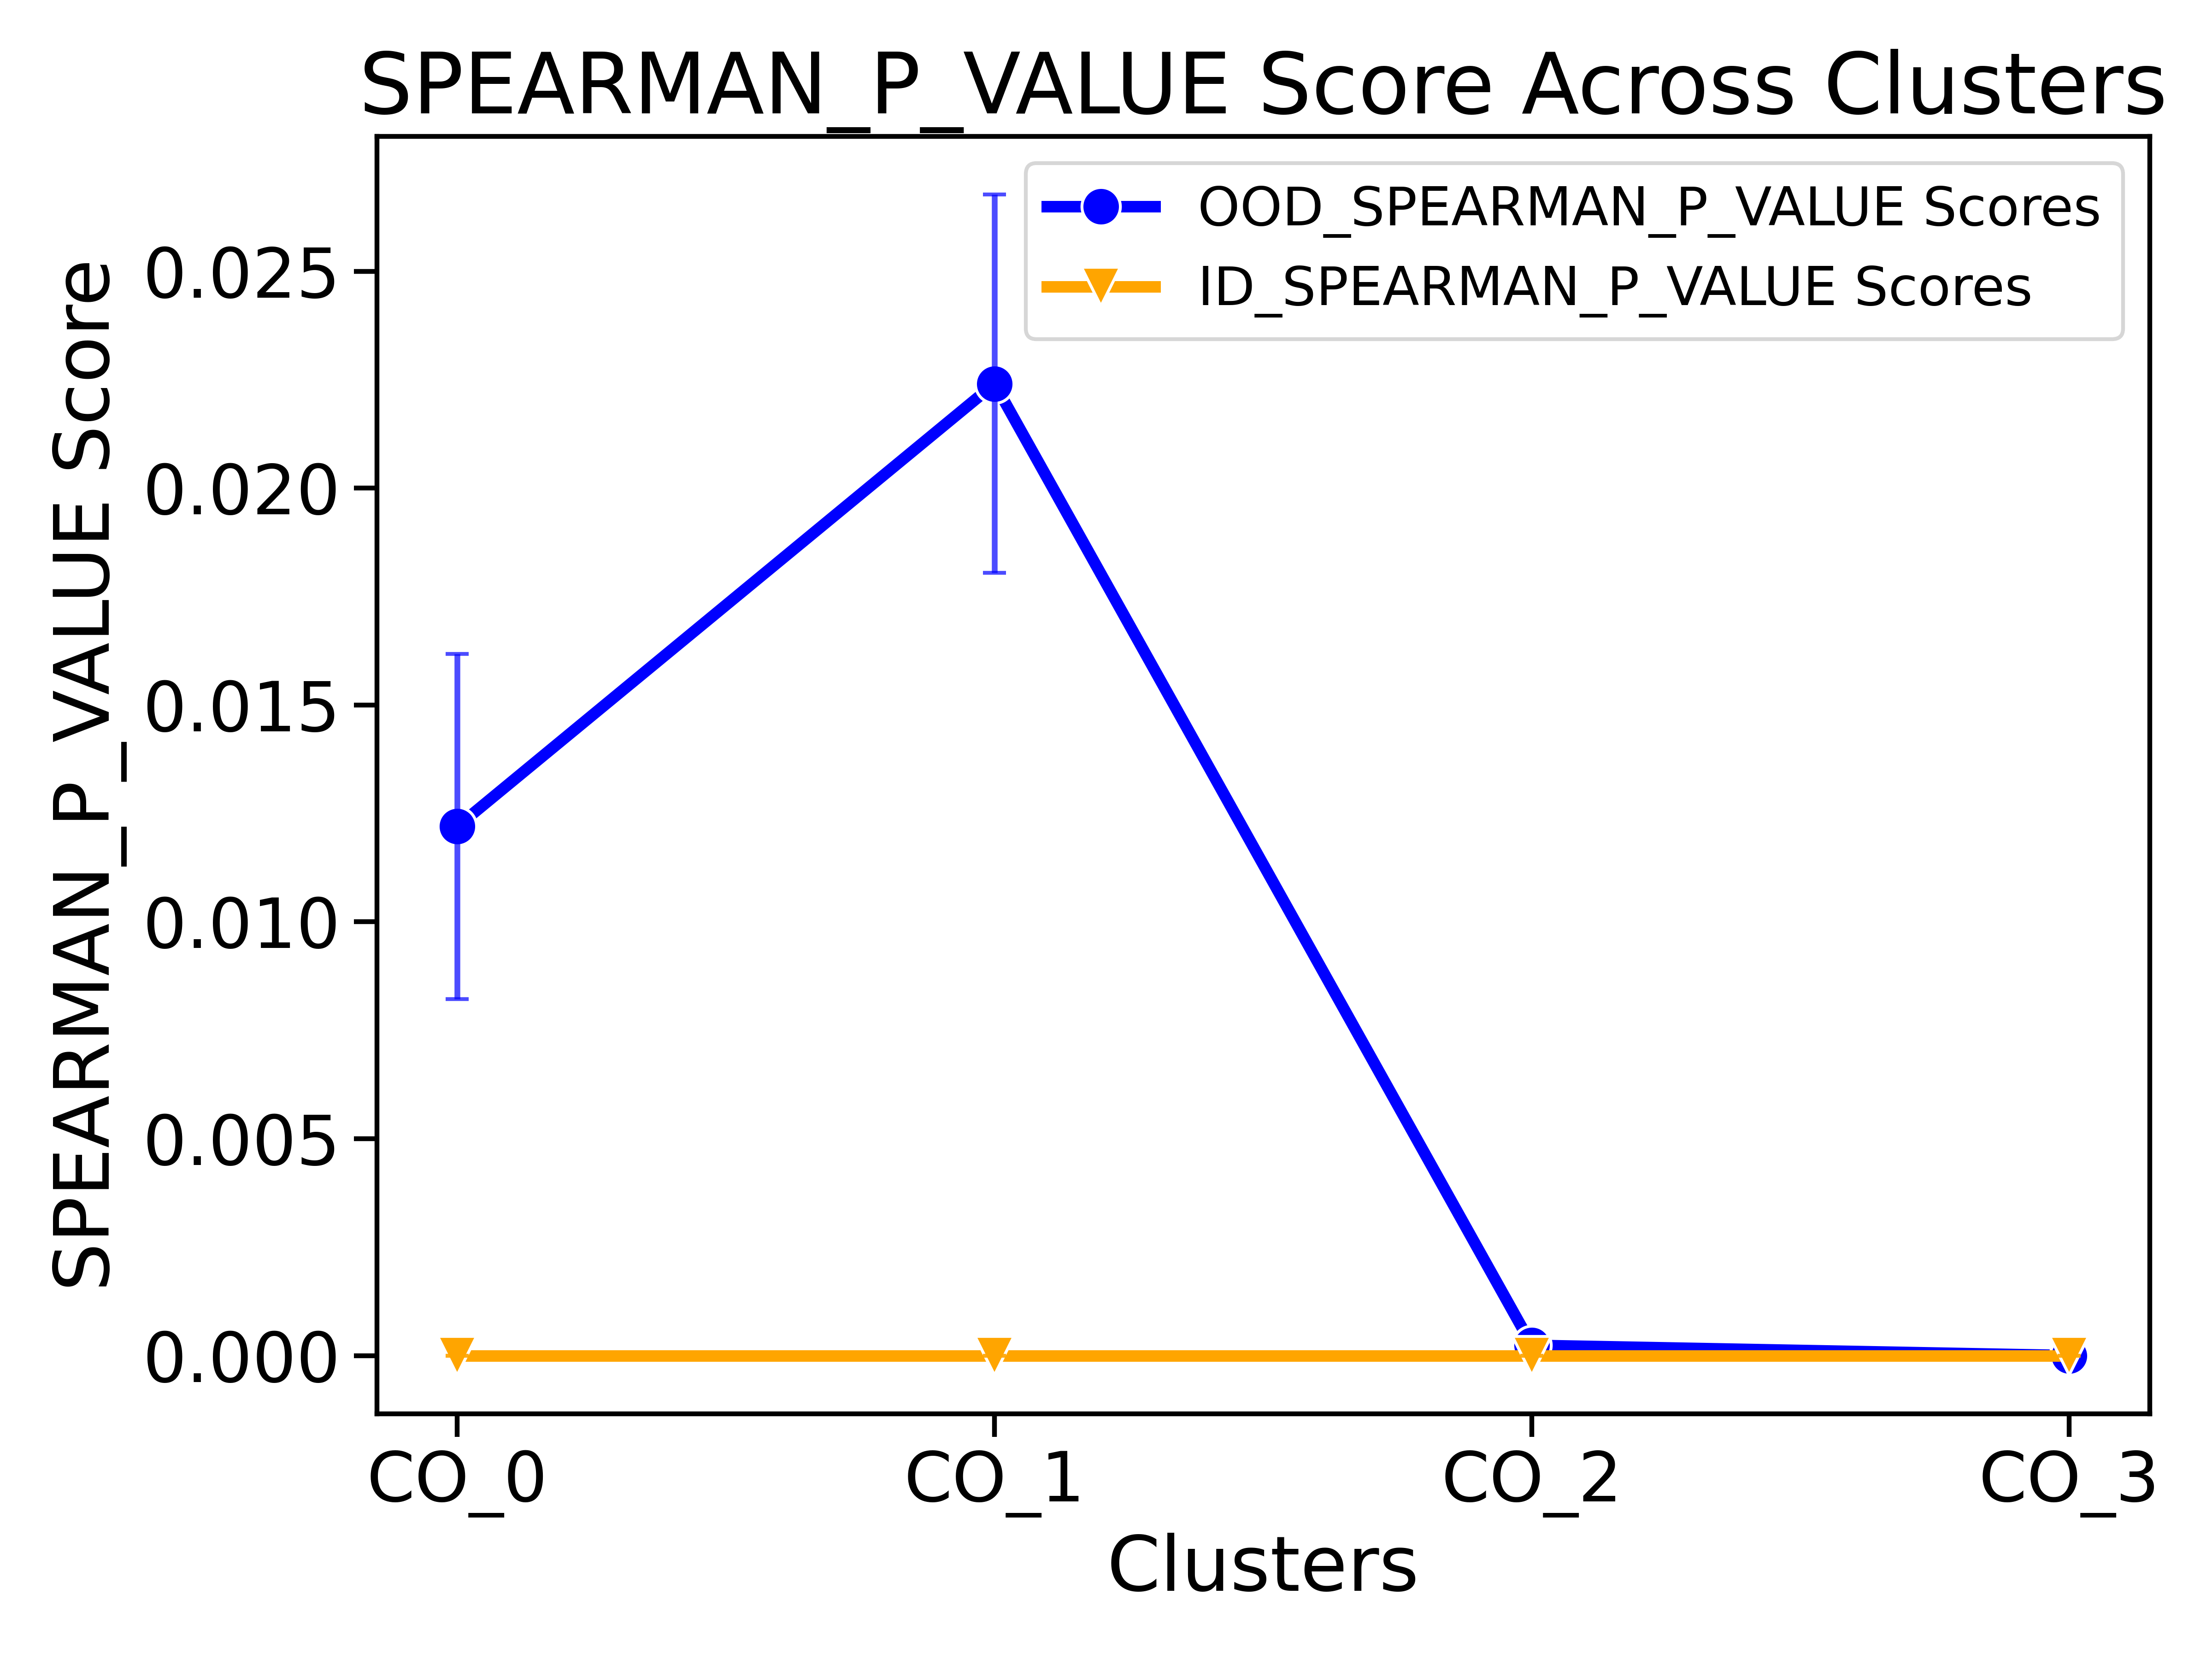 SPEARMAN_P_VALUE Score Across Clusters
OOD_SPEARMAN_P_VALUE Scores
ID_SPEARMAN_P_VALUE Scores
SPEARMAN_P_VALUE Score
0.025
0.020
0.015
0.010
0.005
0.000
CO_0 CO_1 CO_2 CO_3
Clusters